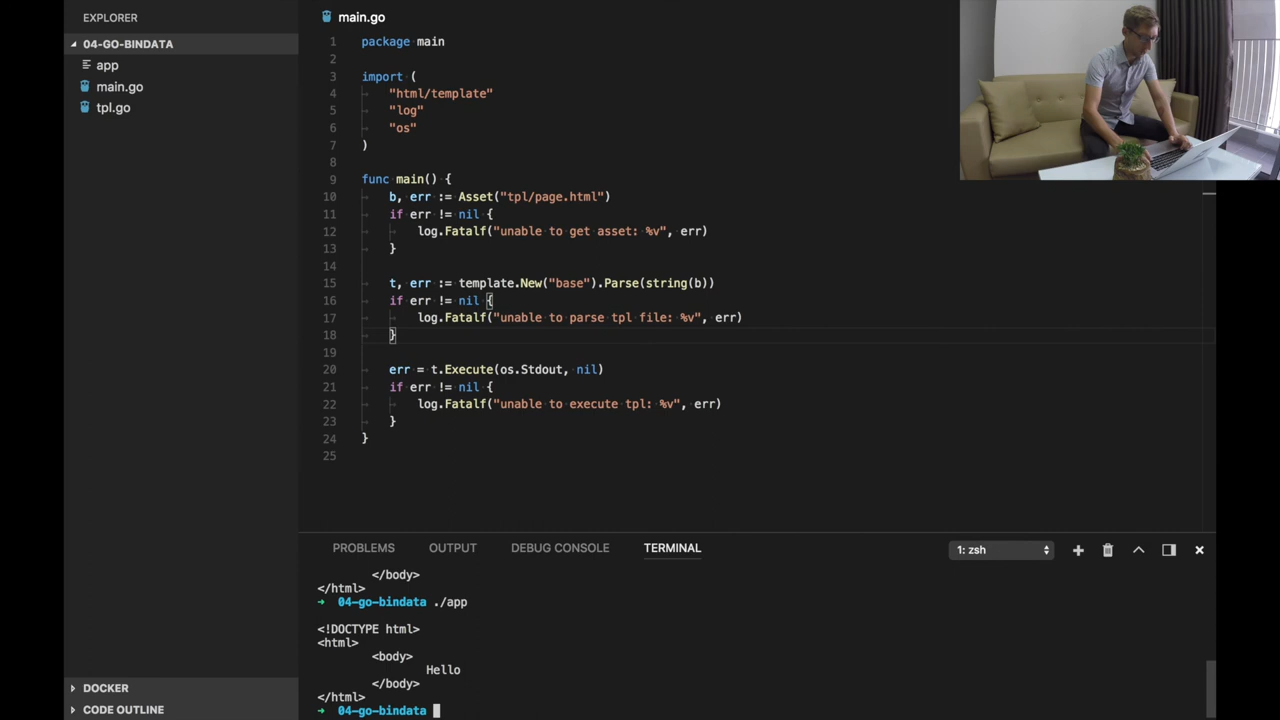 EXPLORER
04-GO-BINDATA
app
main.go
tpl.go
DOCKER
CODE OUTLINE
main.go
1 package main
2
3 import (
4 "html/template"
5 "log"
6 "os"
7 )
8
9 func main() {
10 b, err := Asset("tpl/page.html")
11 if err != nil {
12 log.Fatalf("unable to get asset: %v", err)
13 }
14
15 t, err := template.New("base").Parse(string(b))
16 if err != nil {
17 log.Fatalf("unable to parse tpl file: %v", err)
18 }
19
20 err = t.Execute(os.Stdout, nil)
21 if err != nil {
22 log.Fatalf("unable to execute tpl: %v", err)
23 }
24 }
25
PROBLEMS OUTPUT DEBUG CONSOLE TERMINAL 1: zsh
</body>
</html>
➜ 04-go-bindata ./app
<!DOCTYPE html>
<html>
<body>
Hello
</body>
</html>
➜ 04-go-bindata